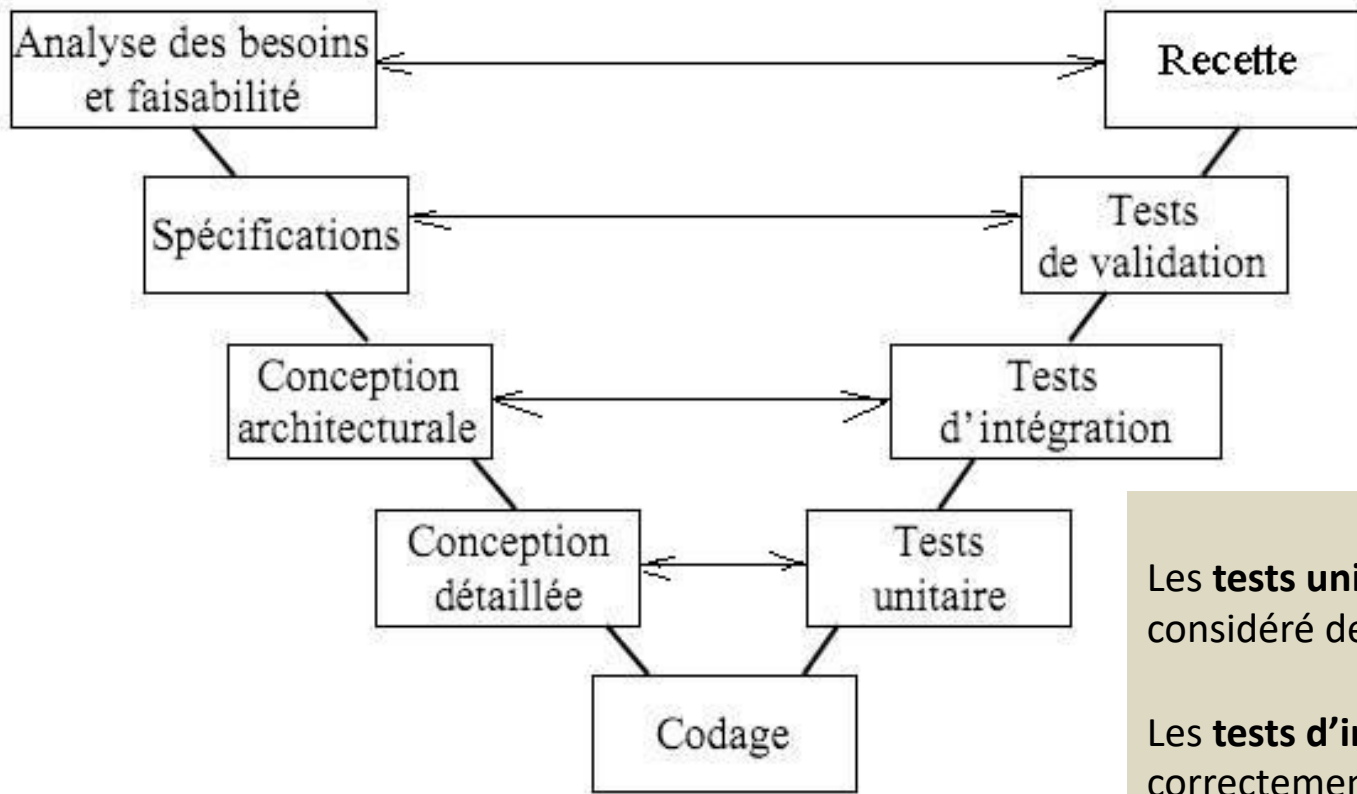 Analyse des besoins
et faisabilité
Recette
Spécifications
Tests
de validation
Conception
architecturale
Tests
d'intégration
Conception
détaillée
Tests
unitaire
Codage
Les tests uni
considéré de
Les tests d’in
correctemen